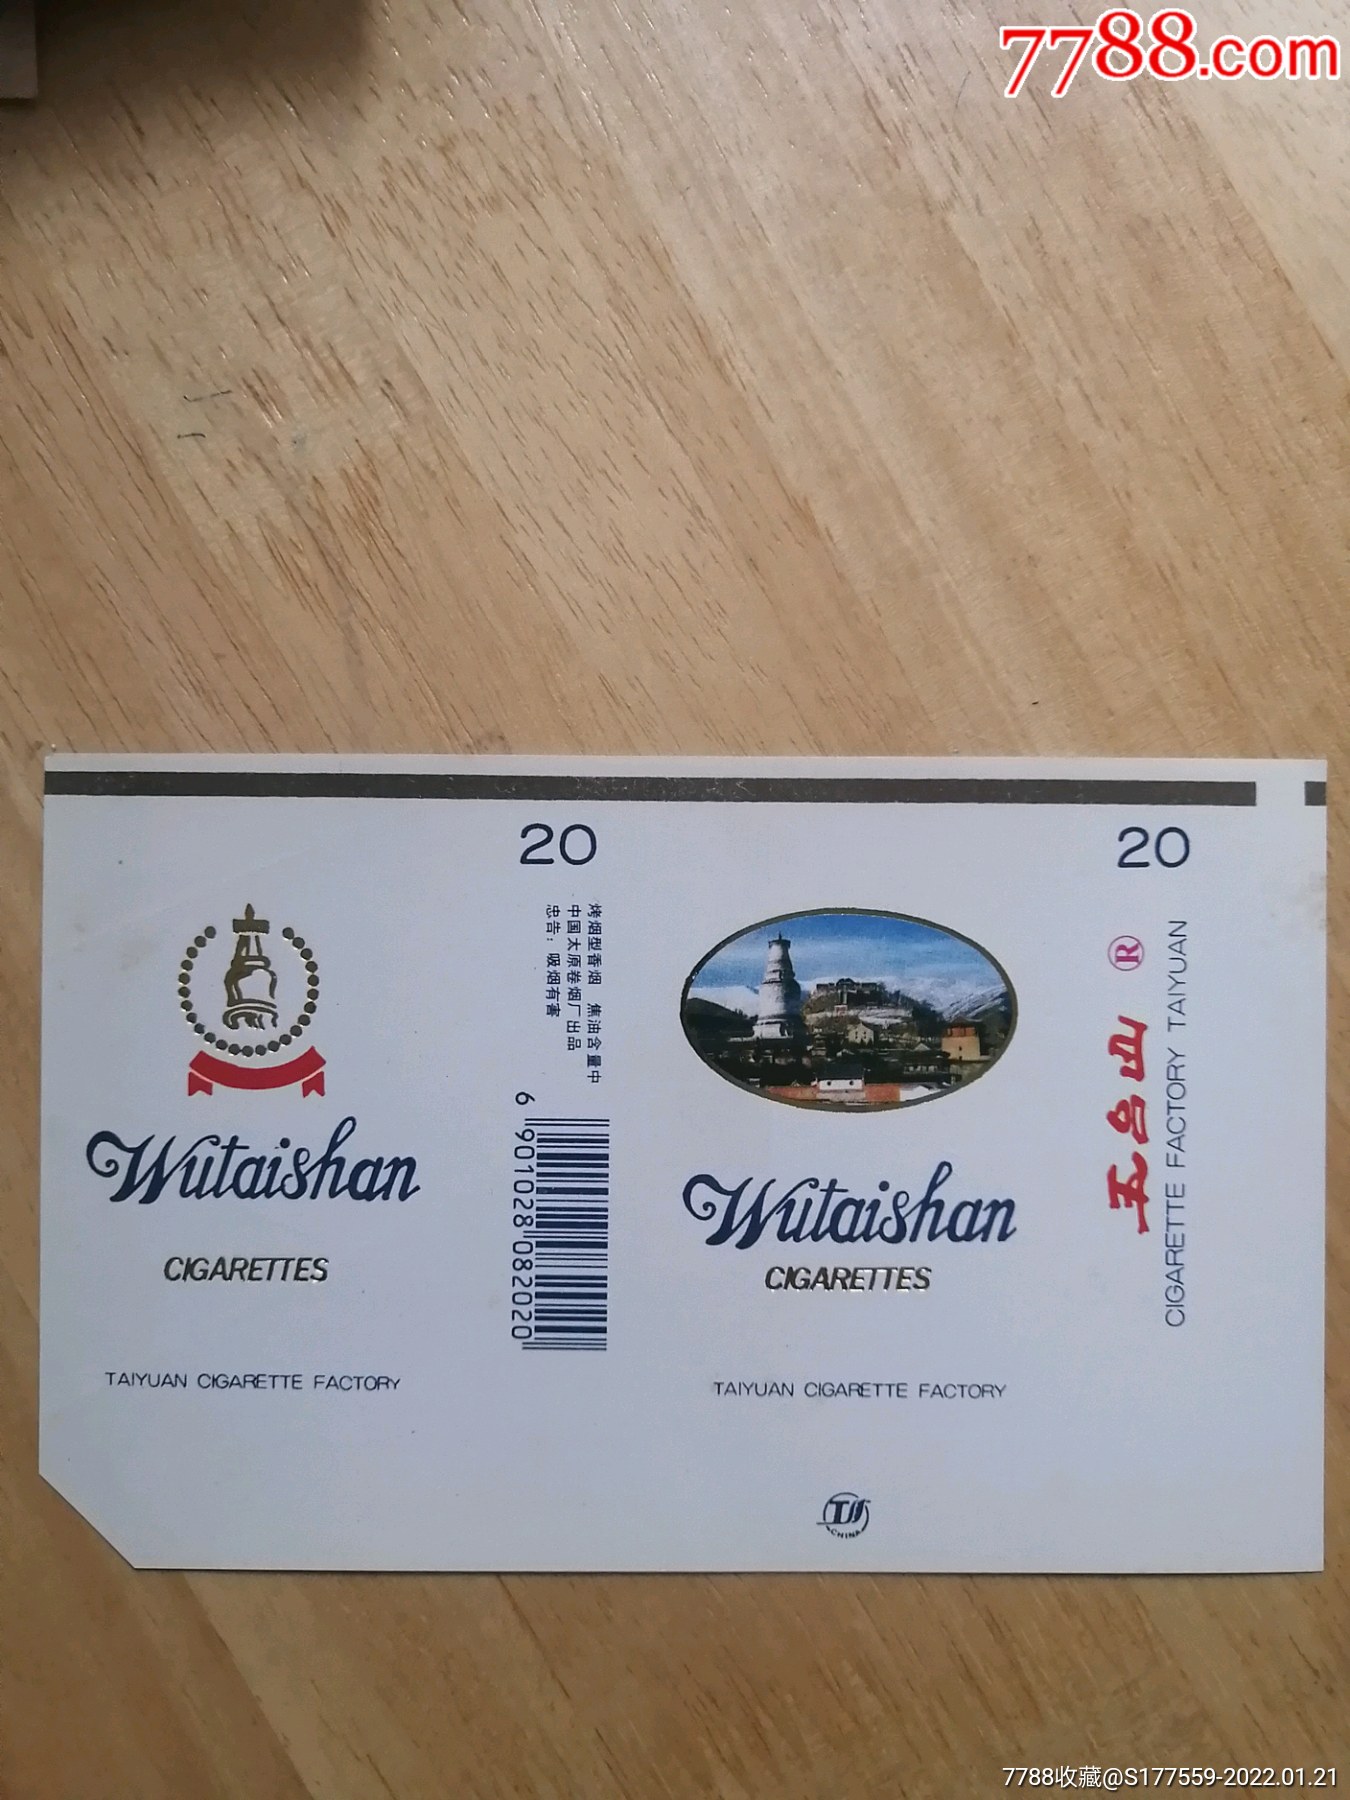 7788.com
20
20
烤烟型香烟 焦油含量中
中国太原卷烟厂出品
忠告：吸烟有害
6 901028 082020
Wutaishan
CIGARETTES
TAIYUAN CIGARETTE FACTORY
Wutaishan
CIGARETTES
TAIYUAN CIGARETTE FACTORY
CHINA
五台山 ®
CIGARETTE FACTORY TAIYUAN
7788收藏@S177559-2022.01.21